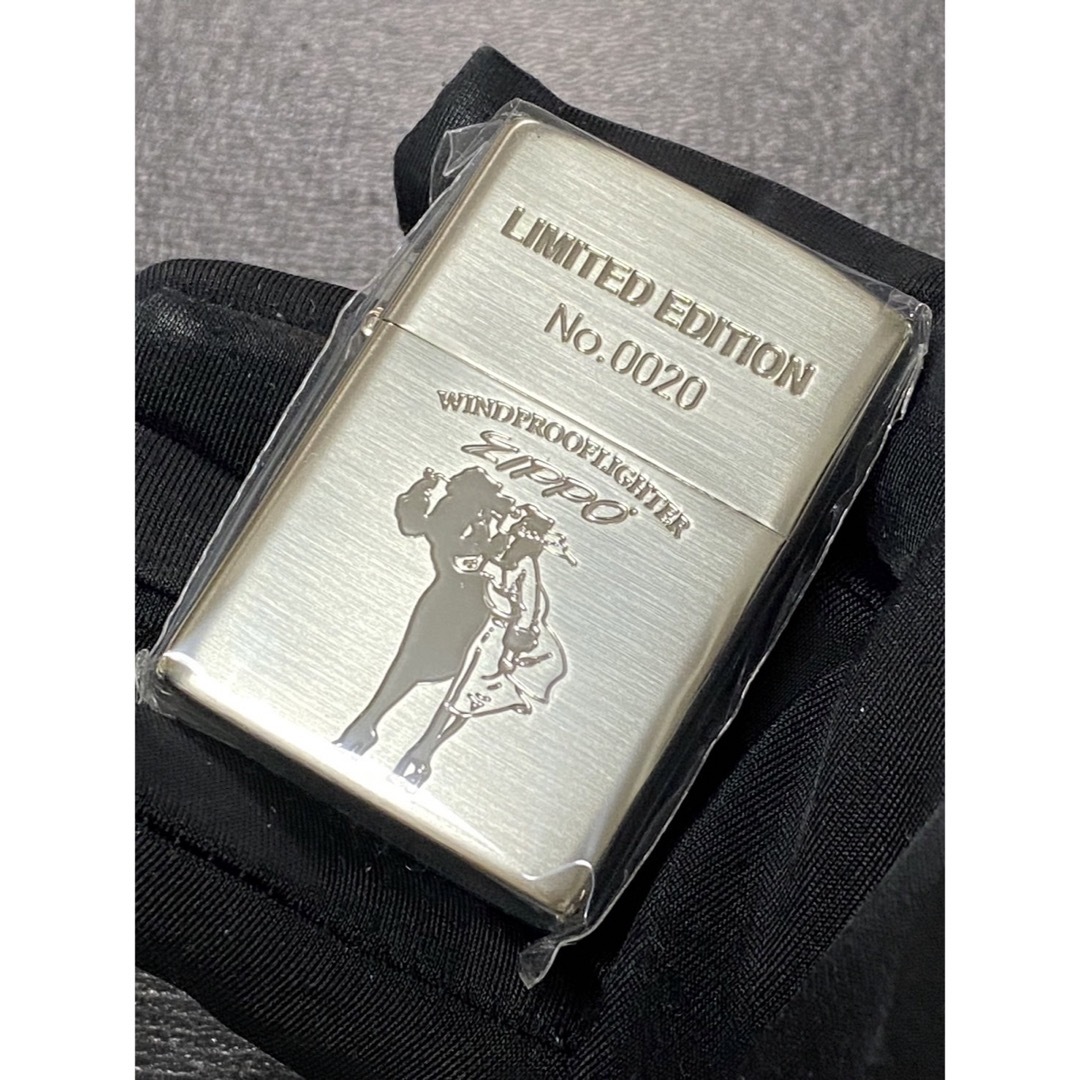 LIMITED EDITION
No.0020
WINDPROOFLIGHTER
ZIPPO